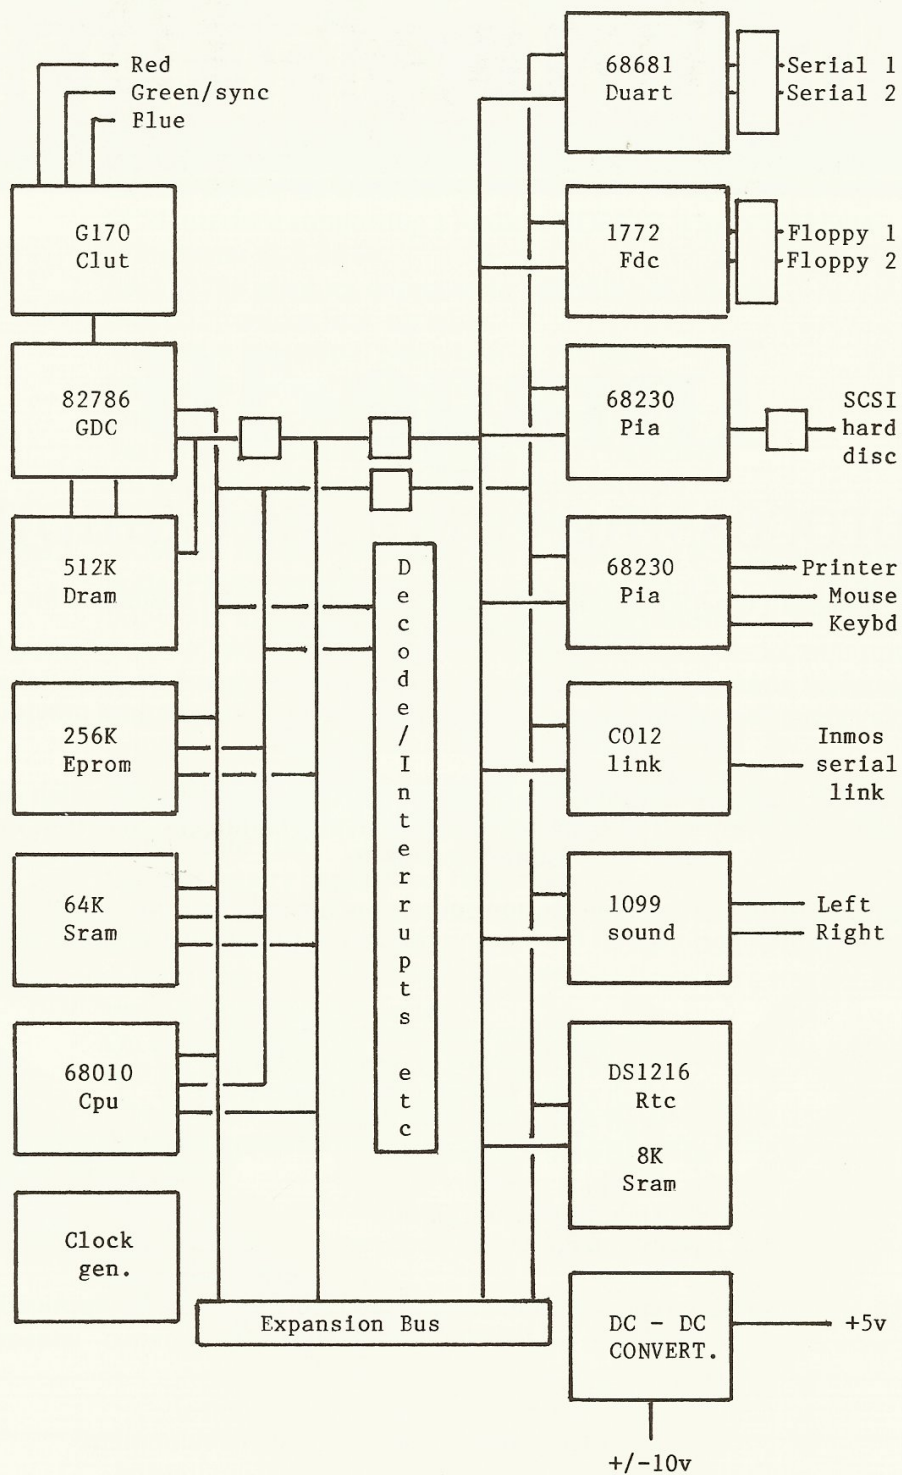 Red
Green/sync
Plue
G170
Clut
82786
GDC
512K
Dram
256K
Eprom
64K
Sram
68010
Cpu
Clock
gen.
Decode/Interrupts etc
Expansion Bus
68681
Duart
Serial 1
Serial 2
1772
Fdc
Floppy 1
Floppy 2
68230
Pia
SCSI
hard
disc
68230
Pia
Printer
Mouse
Keybd
C012
link
Inmos
serial
link
1099
sound
Left
Right
DS1216
Rtc
8K
Sram
DC - DC
CONVERT.
+5v
+/-10v